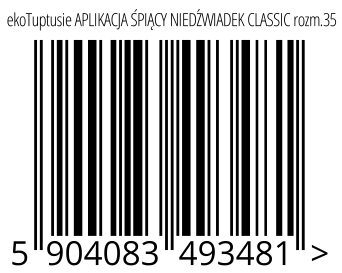 ekoTuptusie APLIKACJA ŚPIĄCY NIEDŹWIADEK CLASSIC rozm.35
5 904083 493481 >